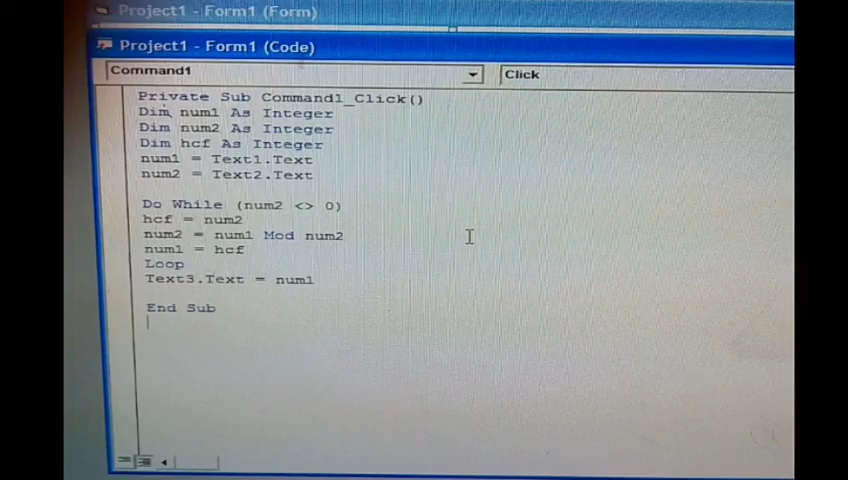 Project1 - Form1 (Form)
Project1 - Form1 (Code)
Command1
Click
Private Sub Command1_Click()
Dim num1 As Integer
Dim num2 As Integer
Dim hcf As Integer
num1 = Text1.Text
num2 = Text2.Text
Do While (num2 <> 0)
hcf = num2
num2 = num1 Mod num2
num1 = hcf
Loop
Text3.Text = num1
End Sub